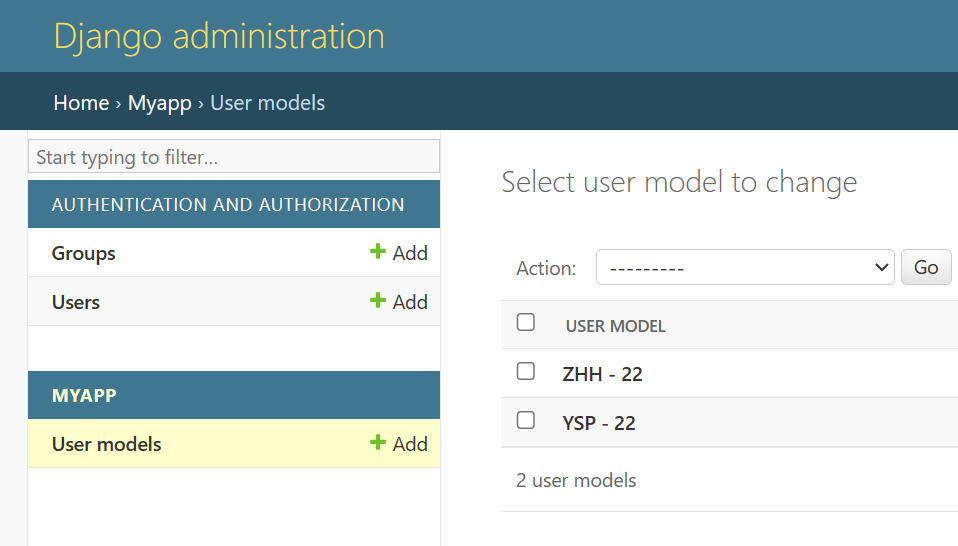 Django administration
Home › Myapp › User models
Start typing to filter...
AUTHENTICATION AND AUTHORIZATION
Groups
Add
Users
Add
MYAPP
User models
Add
Select user model to change
Action:
---------
Go
USER MODEL
ZHH - 22
YSP - 22
2 user models